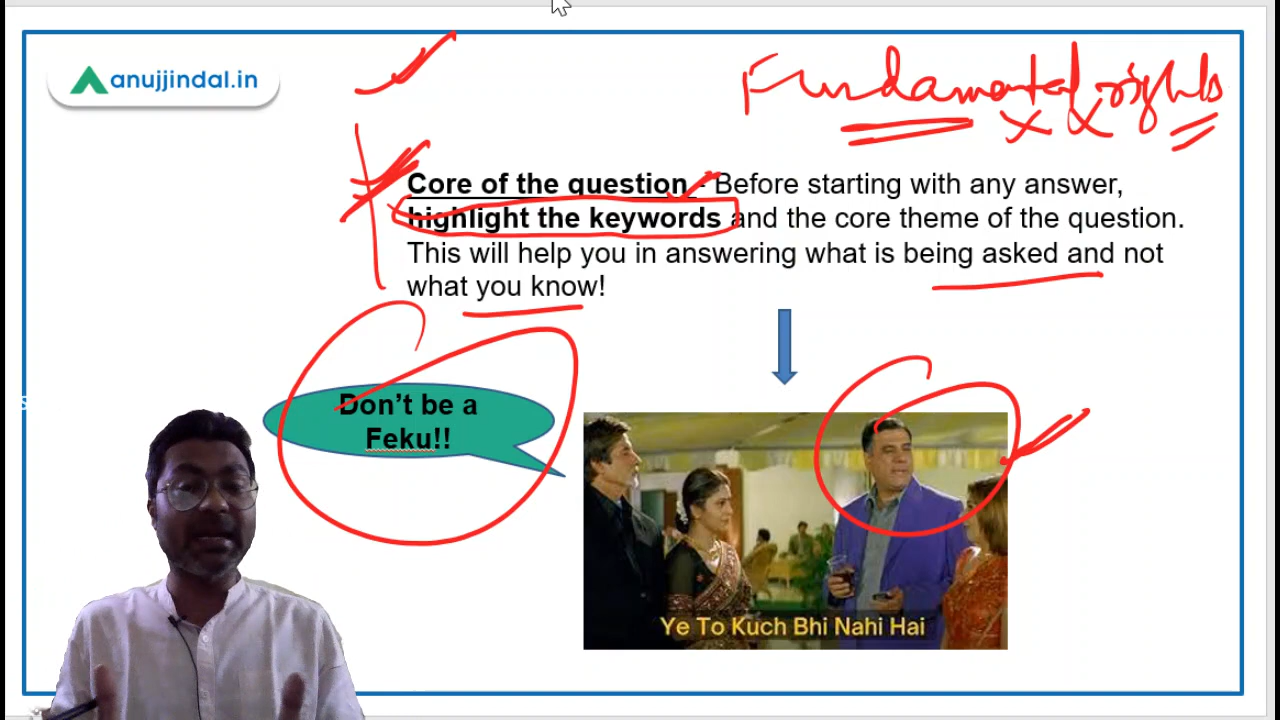 anujjindal.in
Fundamental rights
Core of the question - Before starting with any answer,
highlight the keywords and the core theme of the question.
This will help you in answering what is being asked and not
what you know!
Don't be a
Feku!!
Ye To Kuch Bhi Nahi Hai